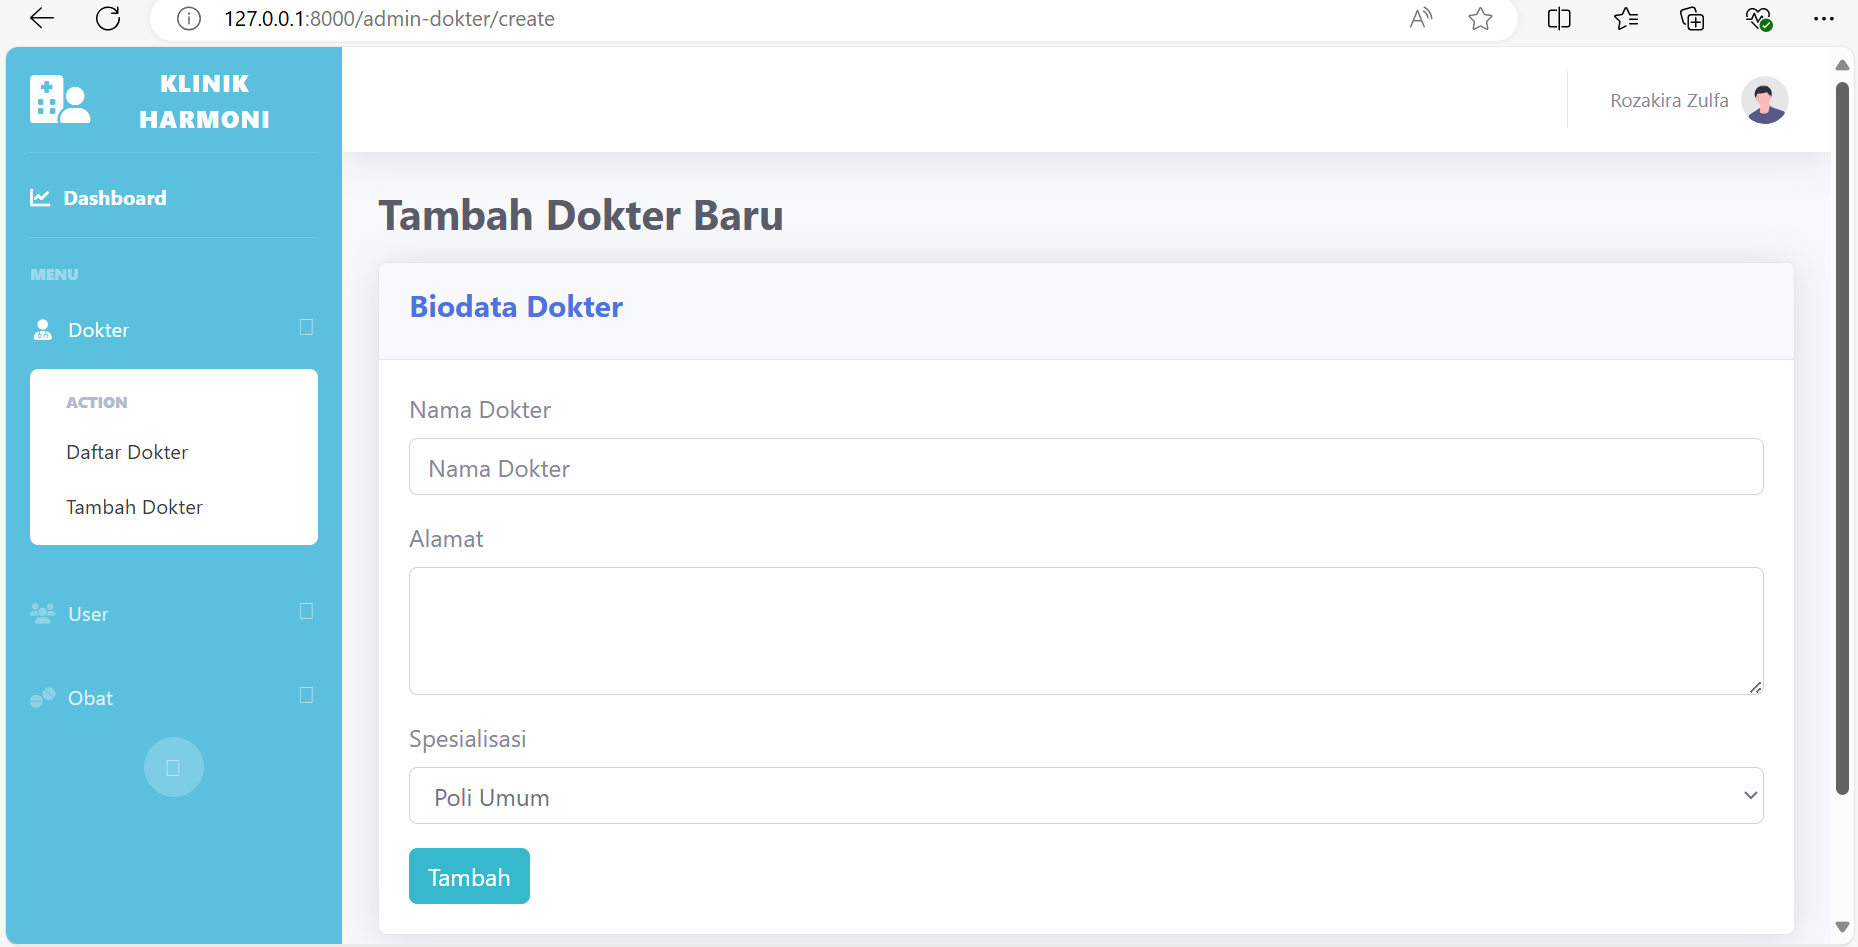 127.0.0.1:8000/admin-dokter/create
KLINIK
HARMONI
Rozakira Zulfa
Dashboard
MENU
Dokter
ACTION
Daftar Dokter
Tambah Dokter
User
Obat
Tambah Dokter Baru
Biodata Dokter
Nama Dokter
Nama Dokter
Alamat
Spesialisasi
Poli Umum
Tambah